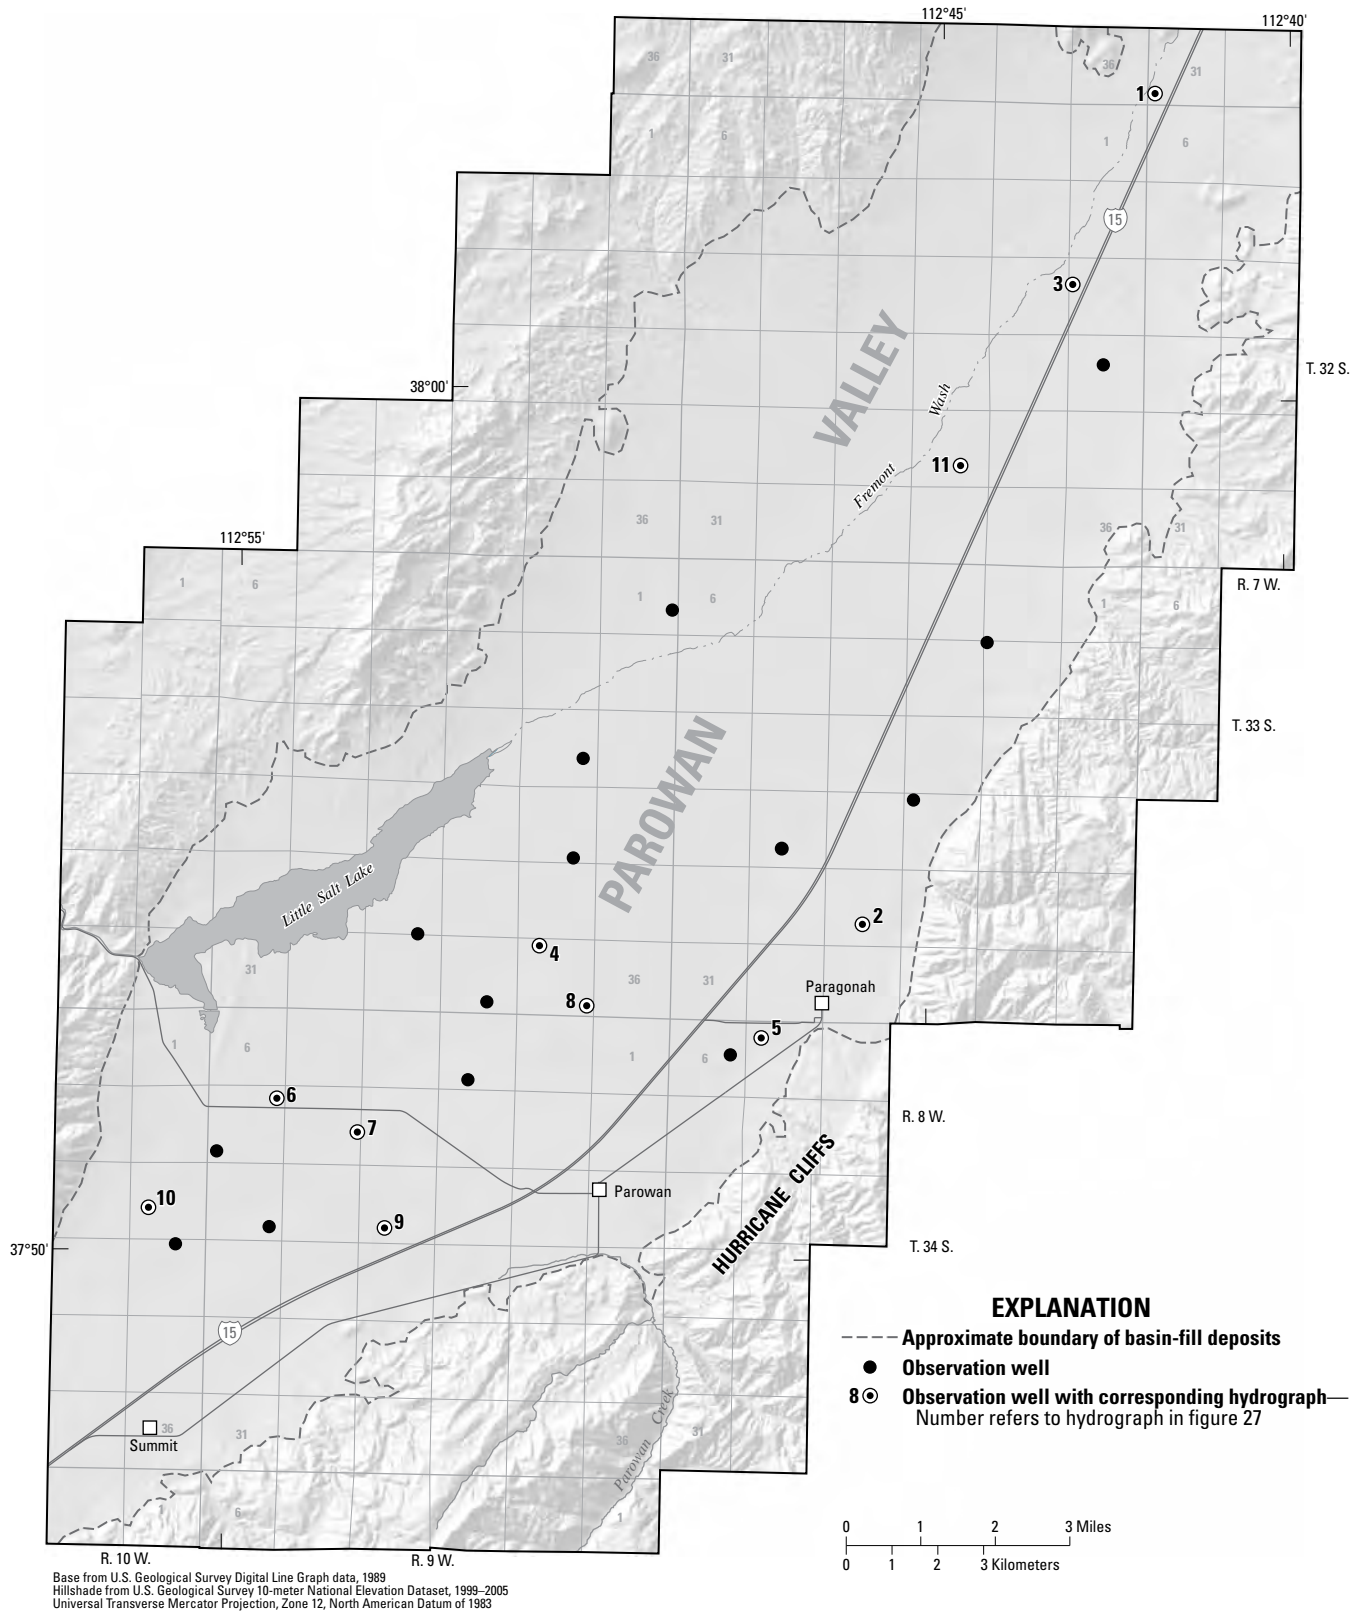 112°45'
112°40'
36
31
36
31
1
1
6
1
6
15
3
T. 32 S.
VALLEY
38°00'
Wash
11
Fremont
36
31
36
31
112°55'
1
6
R. 7 W.
1
6
1
6
T. 33 S.
PAROWAN
Little Salt Lake
2
4
31
36
31
Paragonah
8
5
1
6
1
6
6
R. 8 W.
7
HURRICANE CLIFFS
10
Parowan
9
37°50'
T. 34 S.
15
EXPLANATION
Approximate boundary of basin-fill deposits
Observation well
8 Observation well with corresponding hydrograph—
Number refers to hydrograph in figure 27
36
Summit
31
36
31
Parowan Creek
1
6
1
0 1 2 3 Miles
0 1 2 3 Kilometers
R. 10 W.
R. 9 W.
Base from U.S. Geological Survey Digital Line Graph data, 1989
Hillshade from U.S. Geological Survey 10-meter National Elevation Dataset, 1999–2005
Universal Transverse Mercator Projection, Zone 12, North American Datum of 1983